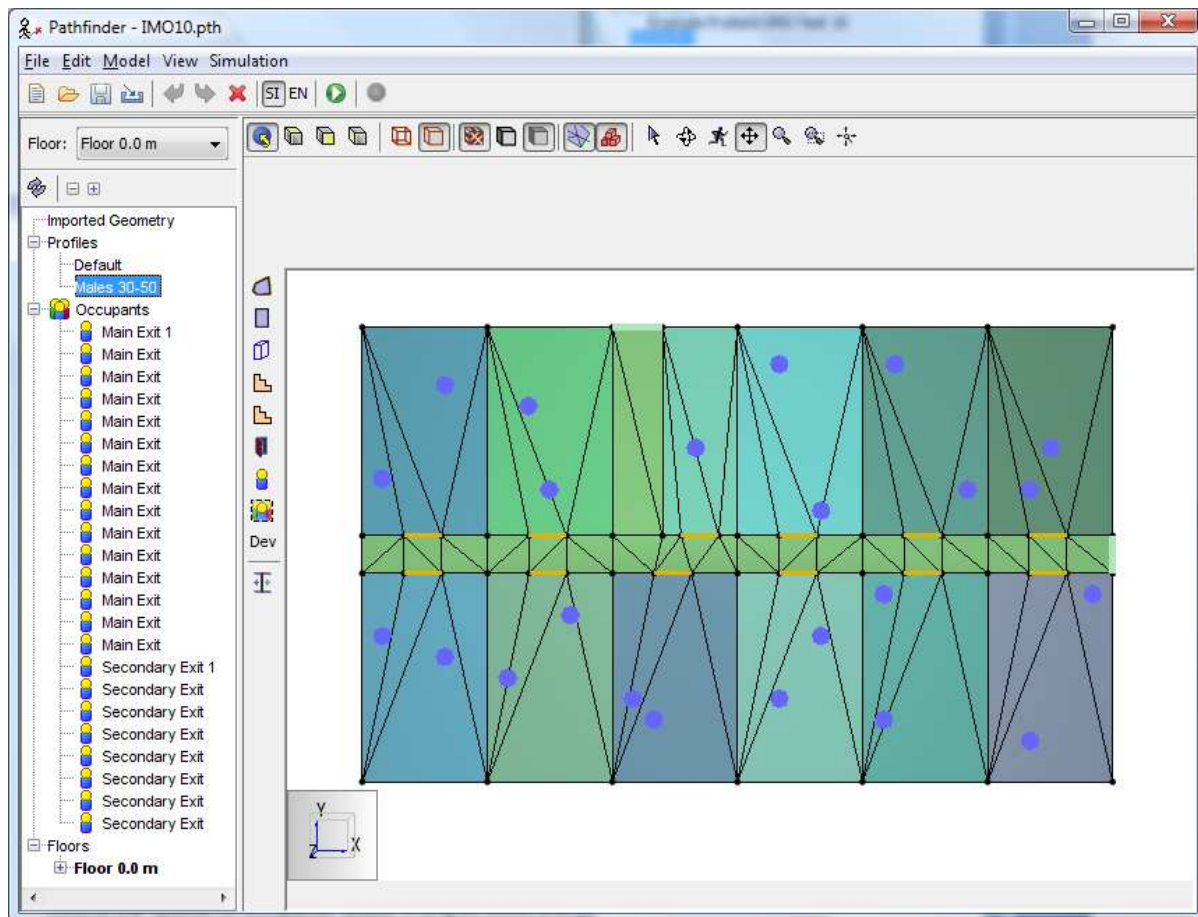 Pathfinder - IMO10.pth
File Edit Model View Simulation
SI EN
Floor: Floor 0.0 m
Imported Geometry
Profiles
Default
Males 30-50
Occupants
Main Exit 1
Main Exit
Main Exit
Main Exit
Main Exit
Main Exit
Main Exit
Main Exit
Main Exit
Main Exit
Main Exit
Main Exit
Main Exit
Main Exit
Main Exit
Secondary Exit 1
Secondary Exit
Secondary Exit
Secondary Exit
Secondary Exit
Secondary Exit
Secondary Exit
Secondary Exit
Floors
Floor 0.0 m
Dev
Y
Z
X